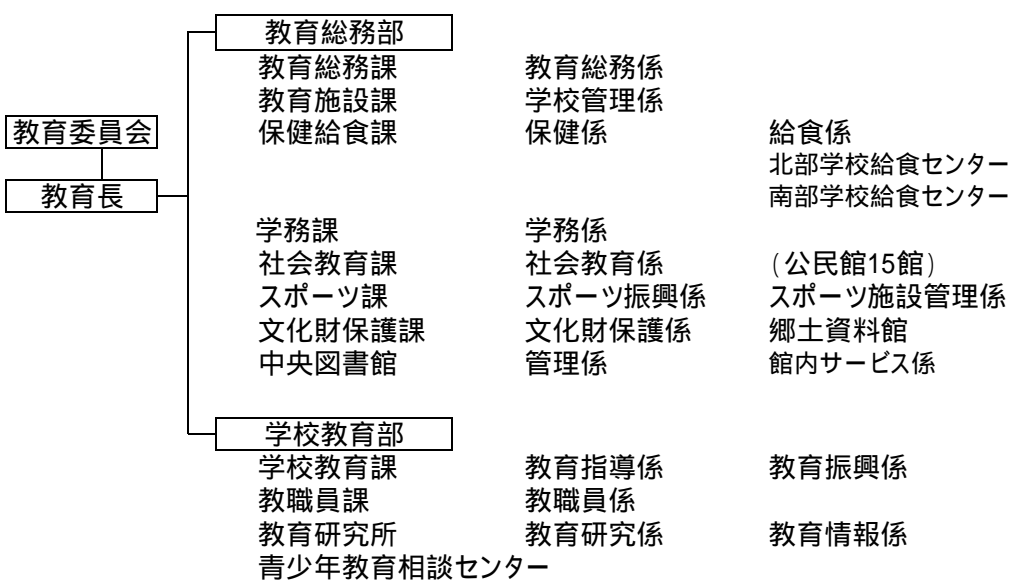 教育総務部
教育総務課 教育総務係
教育施設課 学校管理係
教育委員会 保健給食課 保健係 給食係
北部学校給食センター
教育長 南部学校給食センター
学務課 学務係
社会教育課 社会教育係 (公民館15館)
スポーツ課 スポーツ振興係 スポーツ施設管理係
文化財保護課 文化財保護係 郷土資料館
中央図書館 管理係 館内サービス係
学校教育部
学校教育課 教育指導係 教育振興係
教職員課 教職員係
教育研究所 教育研究係 教育情報係
青少年教育相談センター